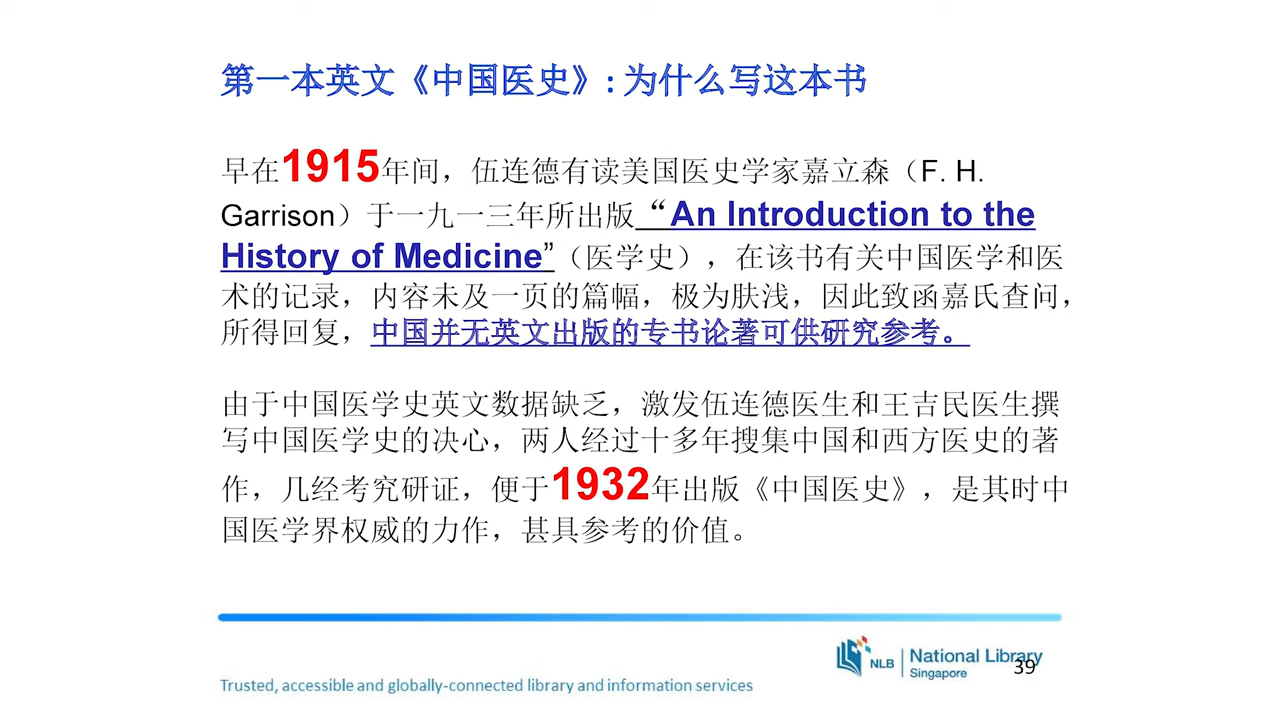 第一本英文《中国医史》: 为什么写这本书
早在1915年间，伍连德有读美国医史学家嘉立森（F. H.
Garrison）于一九一三年所出版 “An Introduction to the
History of Medicine”（医学史），在该书有关中国医学和医
术的记录，内容未及一页的篇幅，极为肤浅，因此致函嘉氏查问，
所得回复，中国并无英文出版的专书论著可供研究参考。
由于中国医学史英文数据缺乏，激发伍连德医生和王吉民医生撰
写中国医学史的决心，两人经过十多年搜集中国和西方医史的著
作，几经考究研证，便于1932年出版《中国医史》，是其时中
国医学界权威的力作，甚具参考的价值。
NLB National Library
Singapore
39
Trusted, accessible and globally-connected library and information services